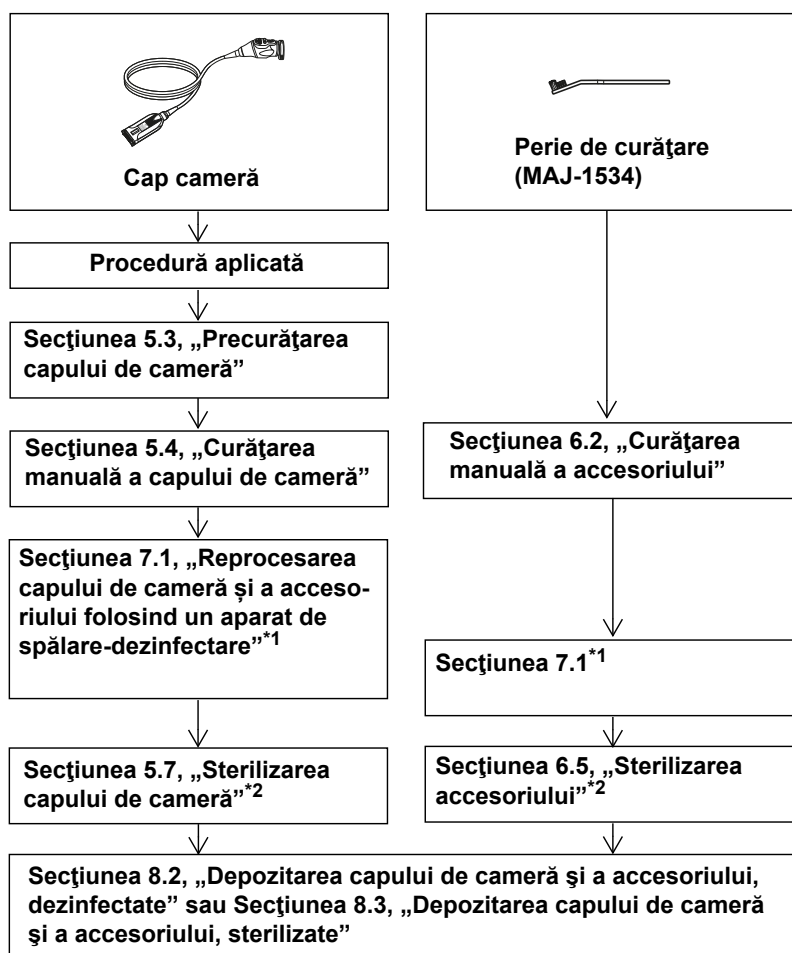 Cap cameră
Perie de curăţare
(MAJ-1534)
Procedură aplicată
Secţiunea 5.3, „Precurăţarea
capului de cameră”
Secţiunea 5.4, „Curăţarea
manuală a capului de cameră”
Secţiunea 6.2, „Curăţarea
manuală a accesoriului”
Secţiunea 7.1, „Reprocesarea
capului de cameră și a acceso-
riului folosind un aparat de
spălare-dezinfectare”*1
Secţiunea 7.1*1
Secţiunea 5.7, „Sterilizarea
capului de cameră”*2
Secţiunea 6.5, „Sterilizarea
accesoriului”*2
Secţiunea 8.2, „Depozitarea capului de cameră şi a accesoriului,
dezinfectate” sau Secţiunea 8.3, „Depozitarea capului de cameră
şi a accesoriului, sterilizate”